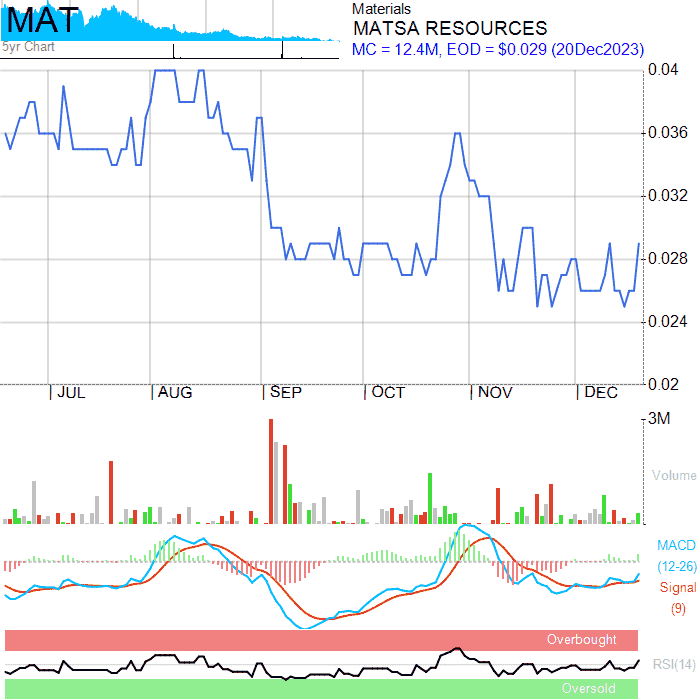 MAT
5yr Chart
Materials
MATSA RESOURCES
MC = 12.4M, EOD = $0.029 (20Dec2023)
0.04
0.036
0.032
0.028
0.024
0.02
JUL AUG SEP OCT NOV DEC
3M
Volume
MACD
(12-26)
Signal
(9)
Overbought
RSI(14)
Oversold